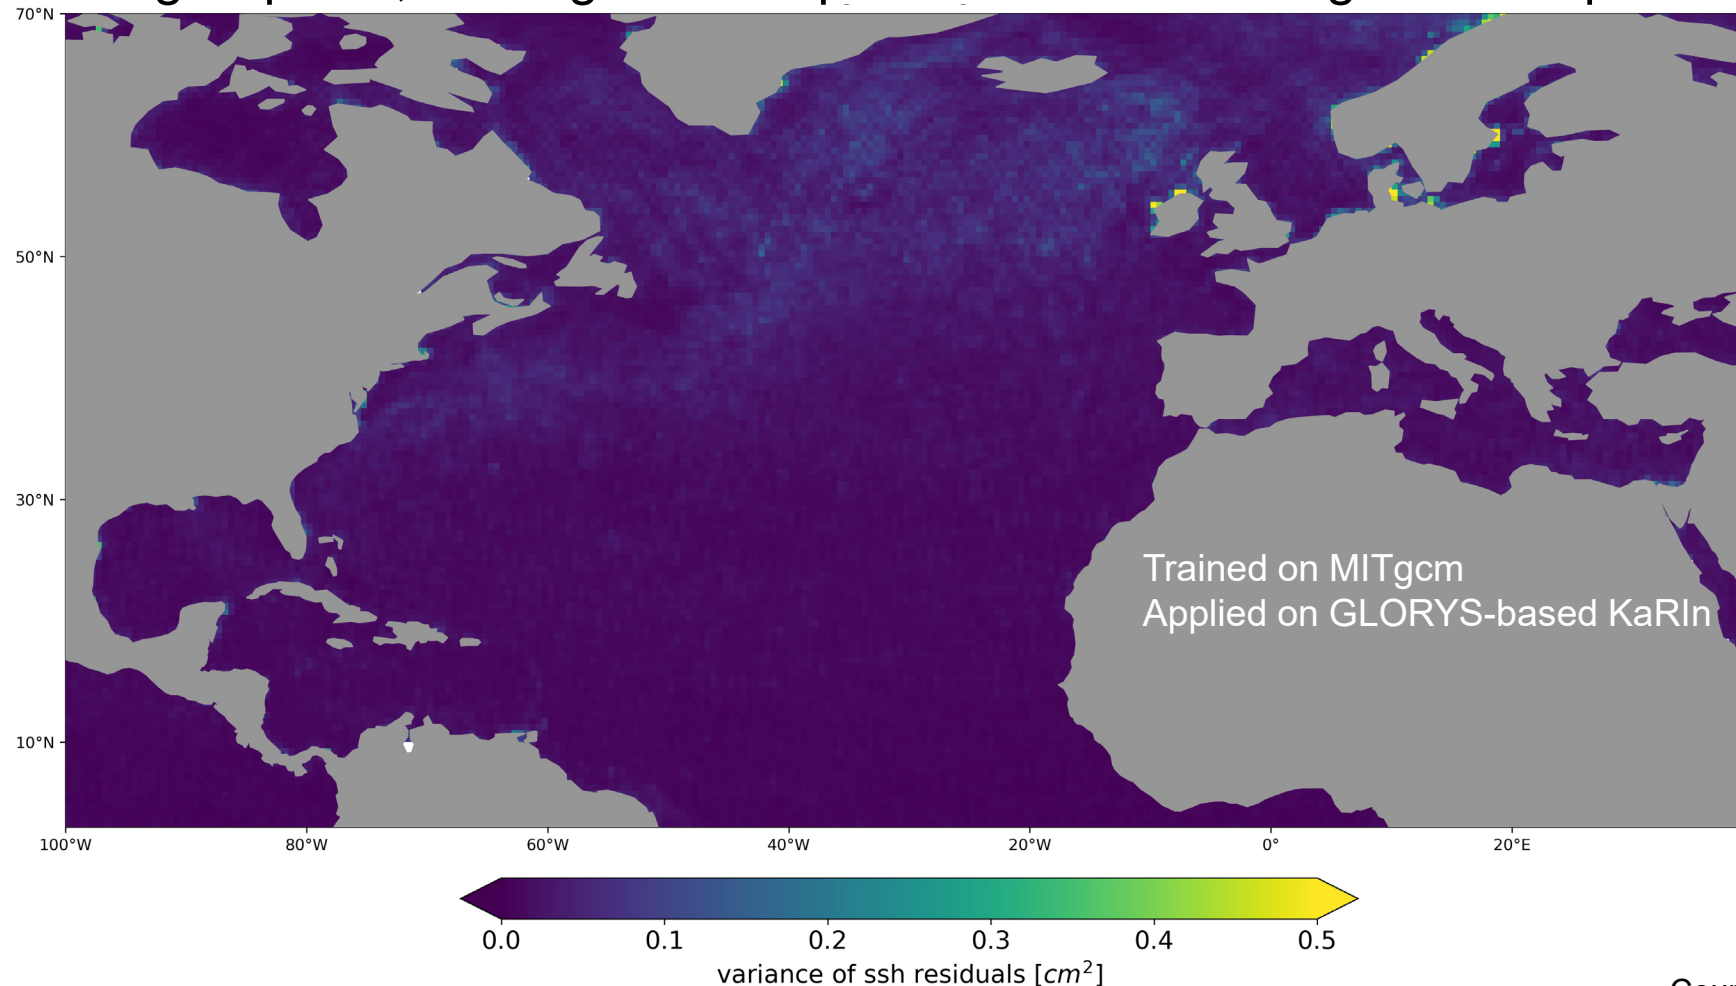 70°N
50°N
30°N
10°N
Trained on MITgcm
Applied on GLORYS-based KaRIn
100°W 80°W 60°W 40°W 20°W 0° 20°E
0.0 0.1 0.2 0.3 0.4 0.5
variance of ssh residuals [cm²]